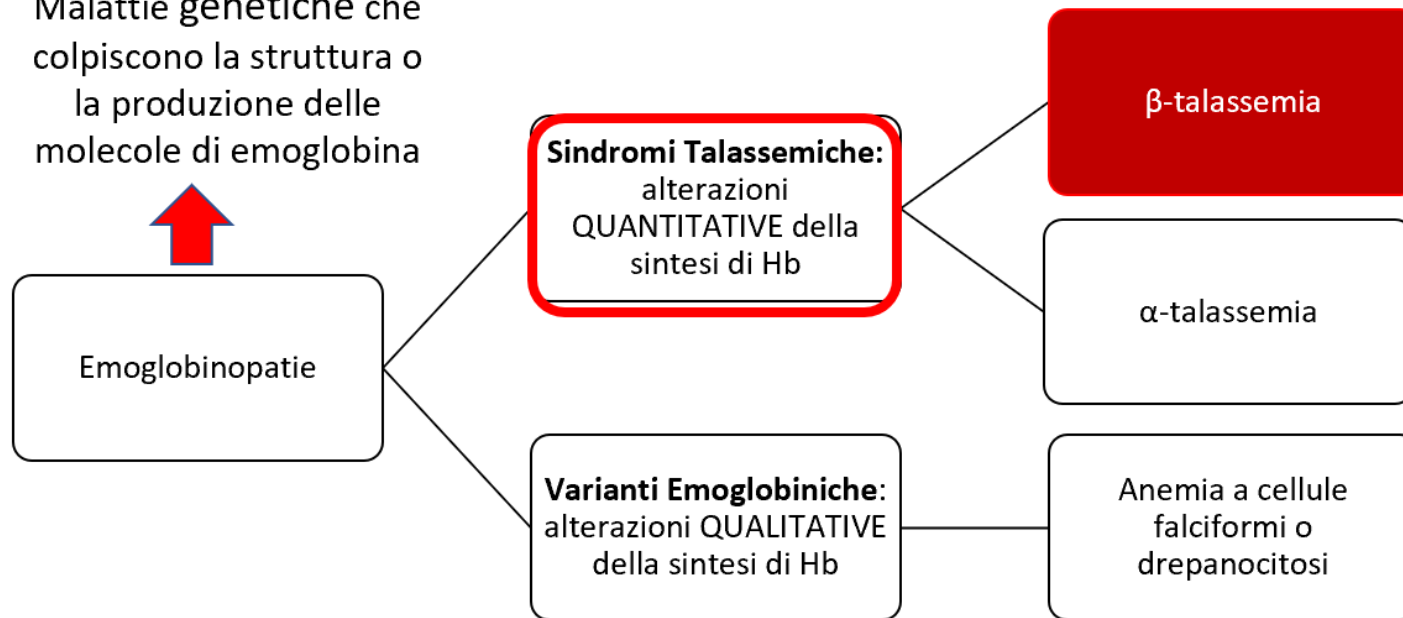 Malattie genetiche che
colpiscono la struttura o
la produzione delle
molecole di emoglobina
Emoglobinopatie
Sindromi Talassemiche:
alterazioni
QUANTITATIVE della
sintesi di Hb
Varianti Emoglobiniche:
alterazioni QUALITATIVE
della sintesi di Hb
β-talassemia
α-talassemia
Anemia a cellule
falciformi o
drepanocitosi